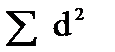 ∑ d²